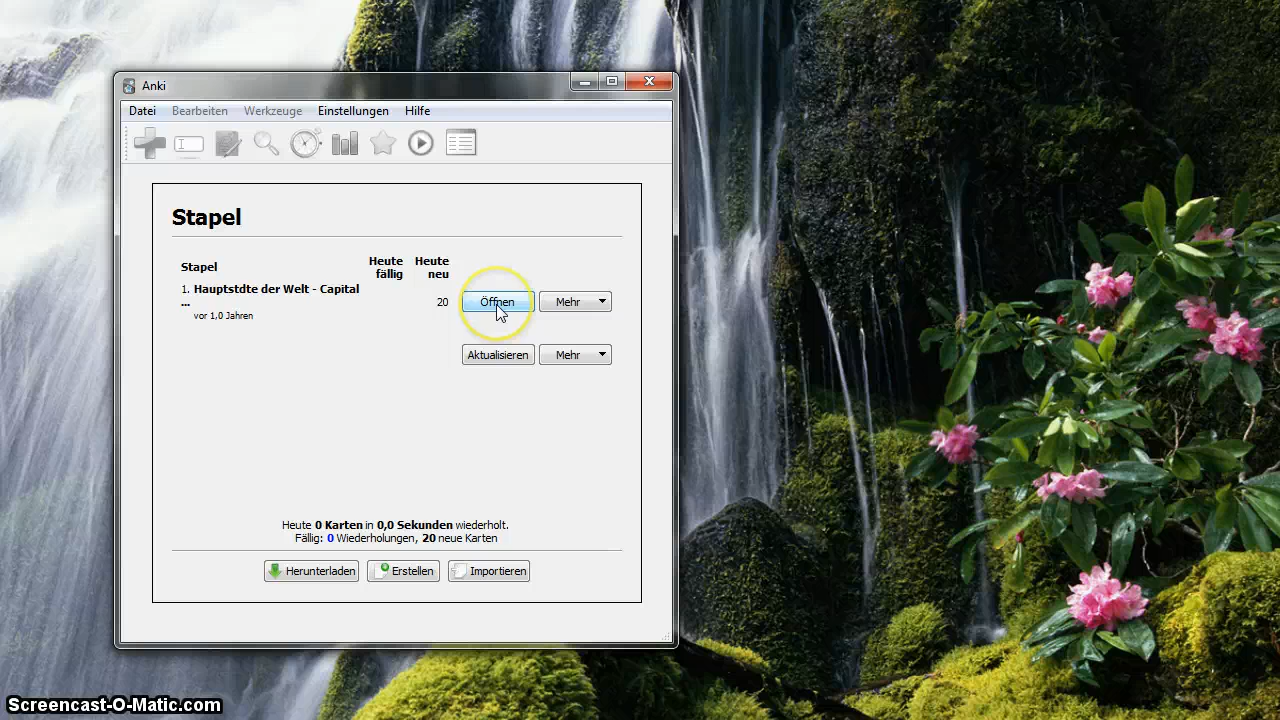 Anki
Datei Bearbeiten Werkzeuge Einstellungen Hilfe
Stapel
Stapel Heute fällig Heute neu
1. Hauptstdte der Welt - Capital ...
20 Öffnen Mehr
vor 1,0 Jahren
Aktualisieren Mehr
Heute 0 Karten in 0,0 Sekunden wiederholt.
Fällig: 0 Wiederholungen, 20 neue Karten
Herunterladen Erstellen Importieren
Screencast-O-Matic.com